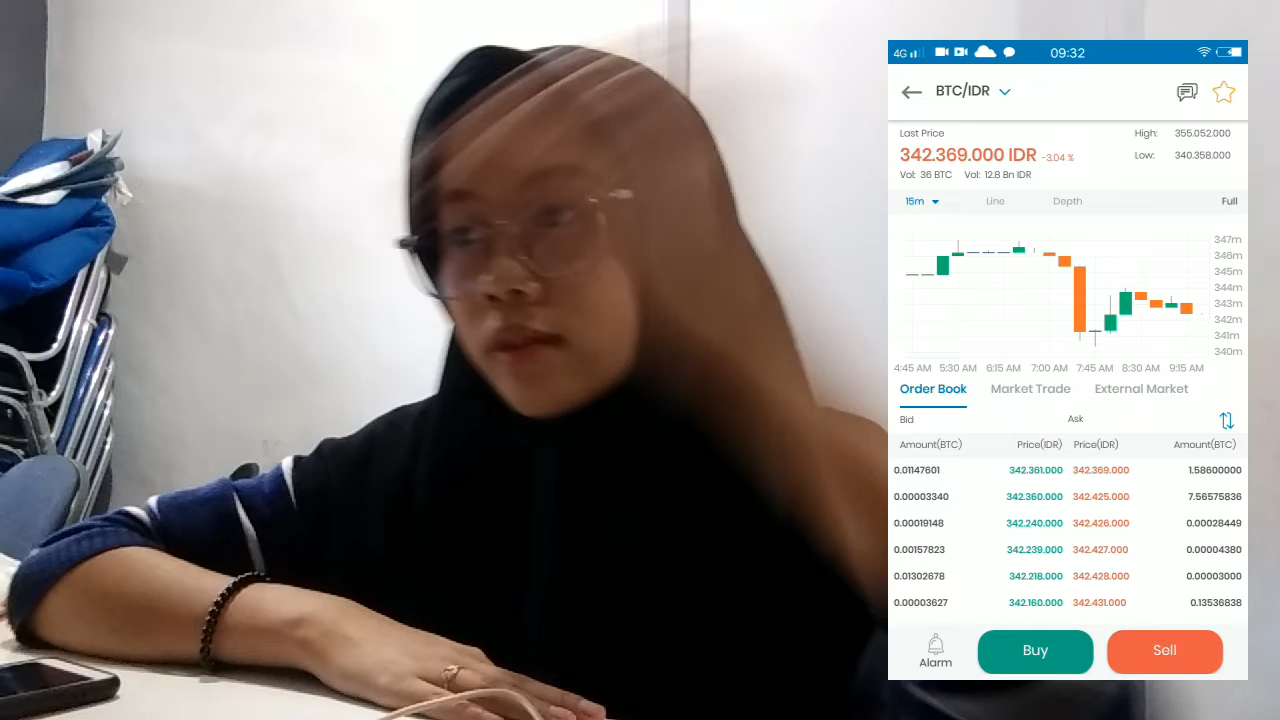 4G 09:32
BTC/IDR
Last Price High: 355.052.000
342.369.000 IDR -3.04 % Low: 340.358.000
Vol: 36 BTC Vol: 12.8 Bn IDR
15m Line Depth Full
347m
346m
345m
344m
343m
342m
341m
340m
4:45 AM 5:30 AM 6:15 AM 7:00 AM 7:45 AM 8:30 AM 9:15 AM
Order Book Market Trade External Market
Bid Ask
Amount(BTC) Price(IDR) Price(IDR) Amount(BTC)
0.01147601 342.361.000 342.369.000 1.58600000
0.00003340 342.360.000 342.425.000 7.56575836
0.00019148 342.240.000 342.426.000 0.00028449
0.00157823 342.239.000 342.427.000 0.00004380
0.01302678 342.218.000 342.428.000 0.00003000
0.00003627 342.160.000 342.431.000 0.13536838
Alarm Buy Sell